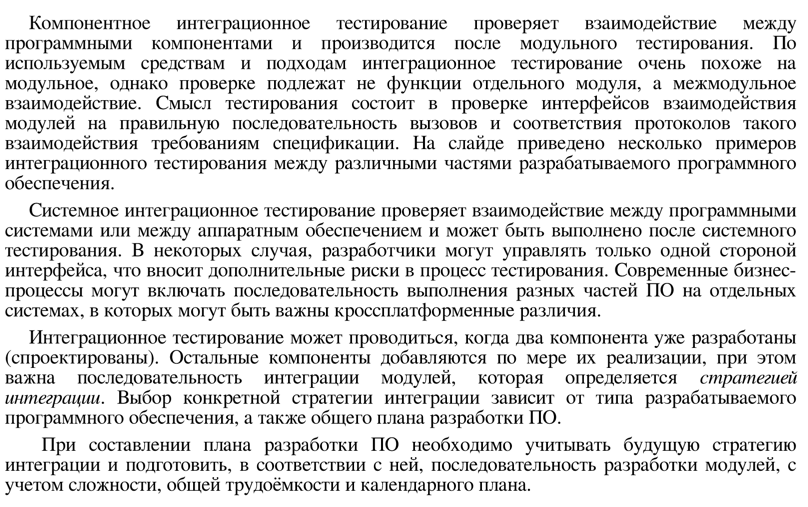 Компонентное интеграционное тестирование проверяет взаимодействие между
программными компонентами и производится после модульного тестирования. По
используемым средствам и подходам интеграционное тестирование очень похоже на
модульное, однако проверке подлежат не функции отдельного модуля, а межмодульное
взаимодействие. Смысл тестирования состоит в проверке интерфейсов взаимодействия
модулей на правильную последовательность вызовов и соответствия протоколов такого
взаимодействия требованиям спецификации. На слайде приведено несколько примеров
интеграционного тестирования между различными частями разрабатываемого программного
обеспечения.
Системное интеграционное тестирование проверяет взаимодействие между программными
системами или между аппаратным обеспечением и может быть выполнено после системного
тестирования. В некоторых случая, разработчики могут управлять только одной стороной
интерфейса, что вносит дополнительные риски в процесс тестирования. Современные бизнес-
процессы могут включать последовательность выполнения разных частей ПО на отдельных
системах, в которых могут быть важны кроссплатформенные различия.
Интеграционное тестирование может проводиться, когда два компонента уже разработаны
(спроектированы). Остальные компоненты добавляются по мере их реализации, при этом
важна последовательность интеграции модулей, которая определяется стратегией
интеграции. Выбор конкретной стратегии интеграции зависит от типа разрабатываемого
программного обеспечения, а также общего плана разработки ПО.
При составлении плана разработки ПО необходимо учитывать будущую стратегию
интеграции и подготовить, в соответствии с ней, последовательность разработки модулей, с
учетом сложности, общей трудоёмкости и календарного плана.